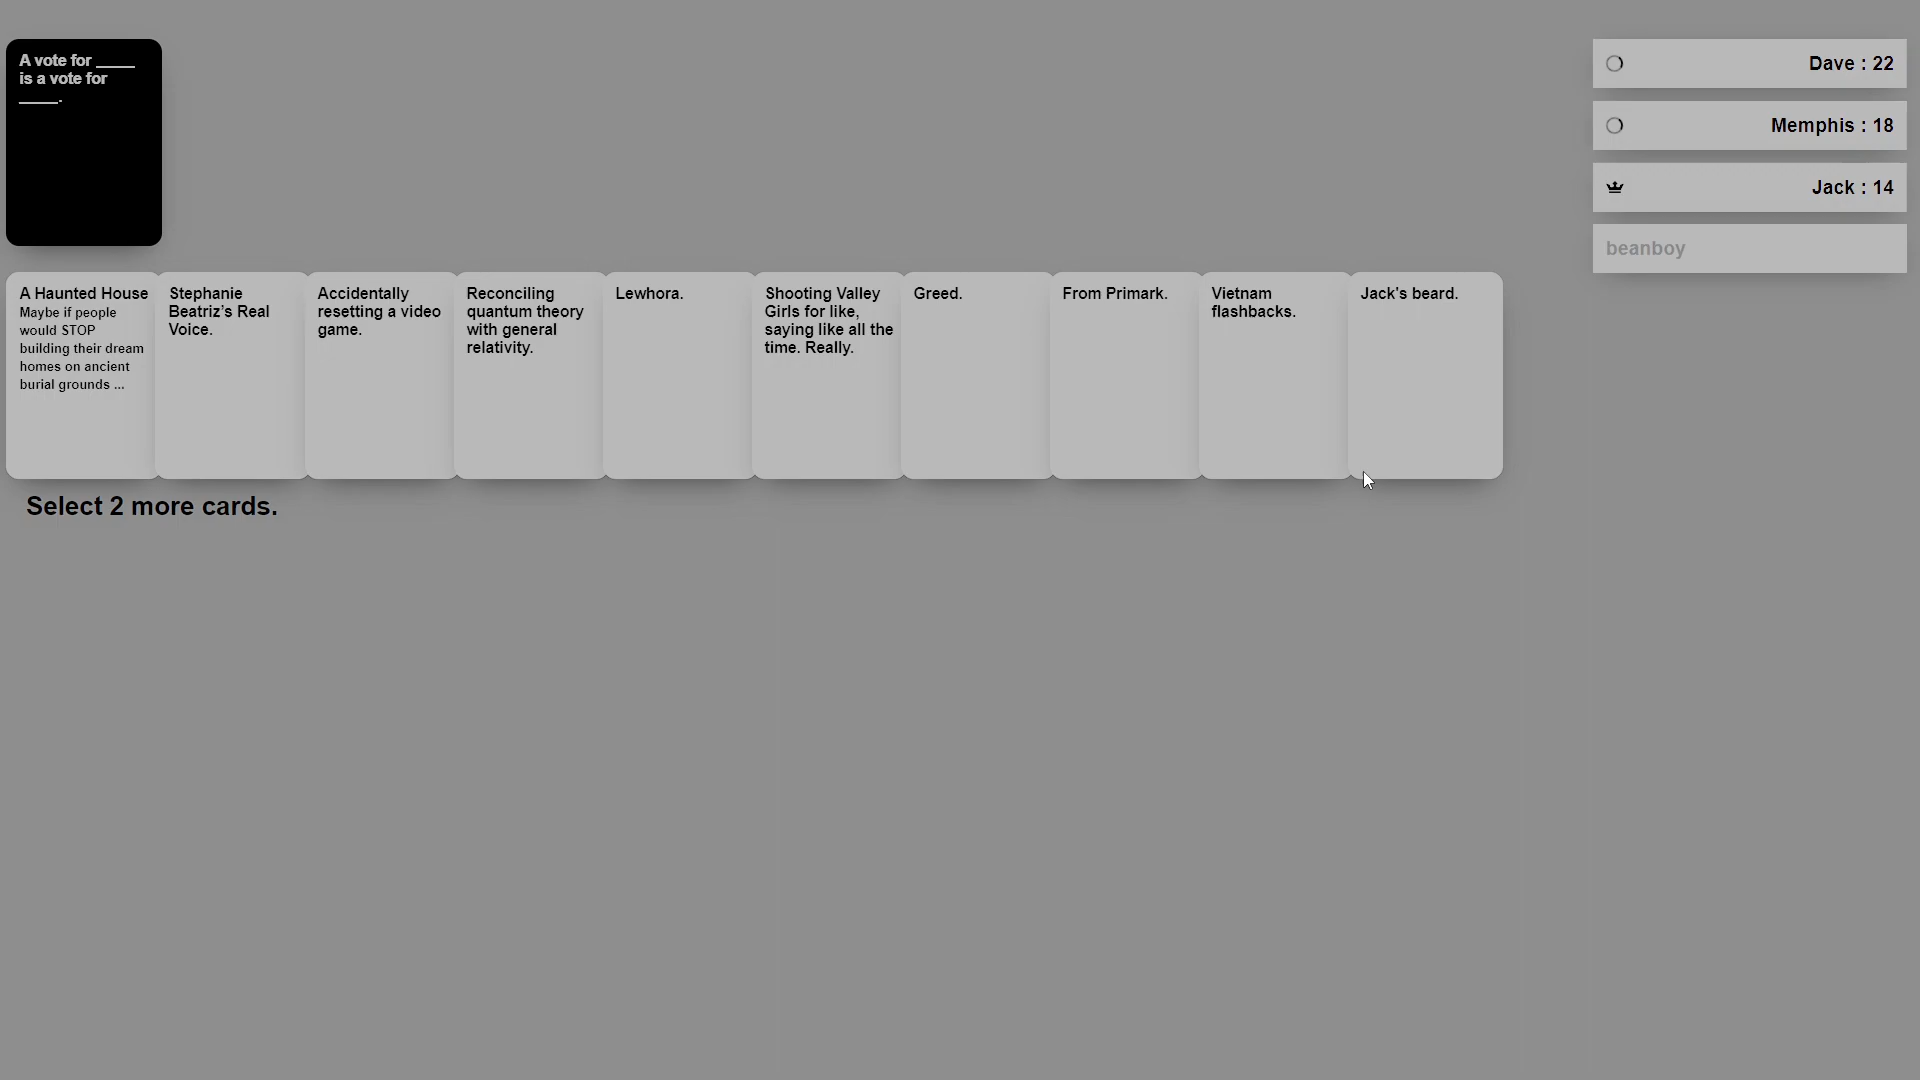 A vote for _____
is a vote for
_____.
Dave : 22
Memphis : 18
Jack : 14
beanboy
A Haunted House
Maybe if people
would STOP
building their dream
homes on ancient
burial grounds ...
Stephanie
Beatriz’s Real
Voice.
Accidentally
resetting a video
game.
Reconciling
quantum theory
with general
relativity.
Lewhora.
Shooting Valley
Girls for like,
saying like all the
time. Really.
Greed.
From Primark.
Vietnam
flashbacks.
Jack's beard.
Select 2 more cards.